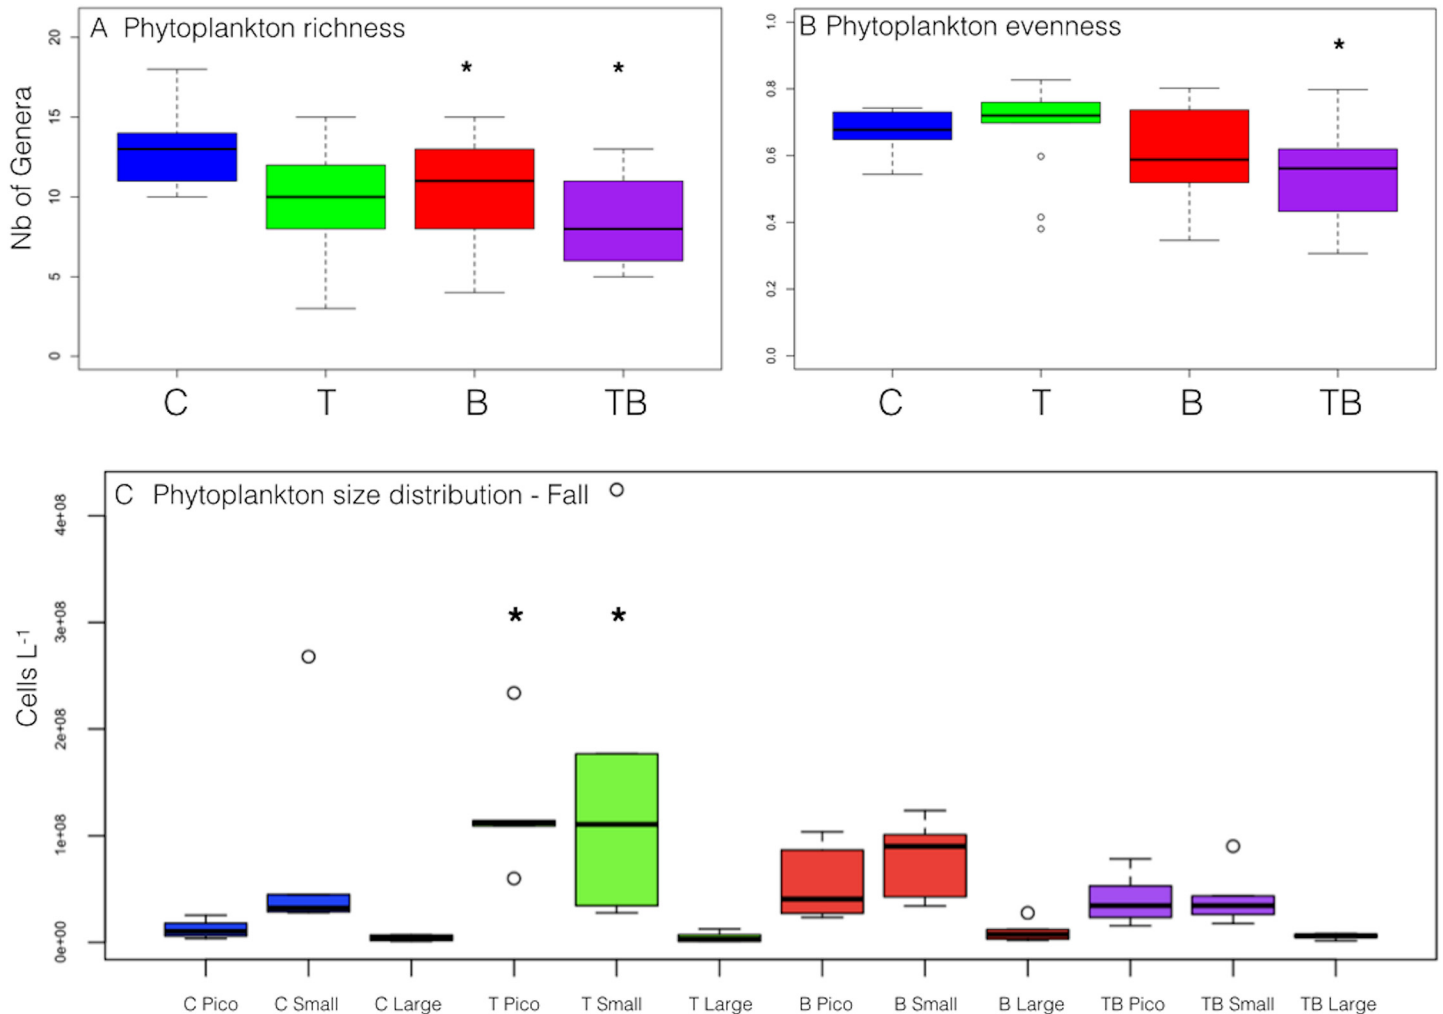 A Phytoplankton richness
Nb of Genera
20
15
10
5
0
*
*
C T B TB
B Phytoplankton evenness
1.0
0.8
0.6
0.4
0.2
0.0
*
C T B TB
C Phytoplankton size distribution - Fall
Cells L-1
4e+08
3e+08
2e+08
1e+08
0e+00
*
*
C Pico C Small C Large T Pico T Small T Large B Pico B Small B Large TB Pico TB Small TB Large